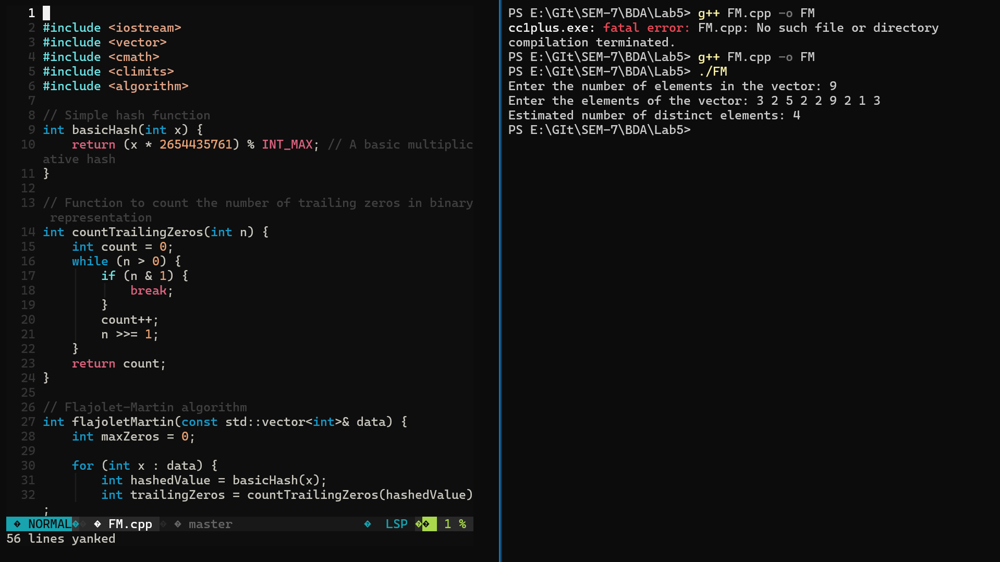 1
2 #include <iostream>
3 #include <vector>
4 #include <cmath>
5 #include <climits>
6 #include <algorithm>
7
8 // Simple hash function
9 int basicHash(int x) {
10     return (x * 2654435761) % INT_MAX; // A basic multiplic
ative hash
11 }
12
13 // Function to count the number of trailing zeros in binary
 representation
14 int countTrailingZeros(int n) {
15     int count = 0;
16     while (n > 0) {
17         if (n & 1) {
18             break;
19         }
20         count++;
21         n >>= 1;
22     }
23     return count;
24 }
25
26 // Flajolet-Martin algorithm
27 int flajoletMartin(const std::vector<int>& data) {
28     int maxZeros = 0;
29
30     for (int x : data) {
31         int hashedValue = basicHash(x);
32         int trailingZeros = countTrailingZeros(hashedValue)
;
NORMAL FM.cpp master LSP 1 %
56 lines yanked
PS E:\GIt\SEM-7\BDA\Lab5> g++ FM.cpp -o FM
cc1plus.exe: fatal error: FM.cpp: No such file or directory
compilation terminated.
PS E:\GIt\SEM-7\BDA\Lab5> g++ FM.cpp -o FM
PS E:\GIt\SEM-7\BDA\Lab5> ./FM
Enter the number of elements in the vector: 9
Enter the elements of the vector: 3 2 5 2 2 9 2 1 3
Estimated number of distinct elements: 4
PS E:\GIt\SEM-7\BDA\Lab5>